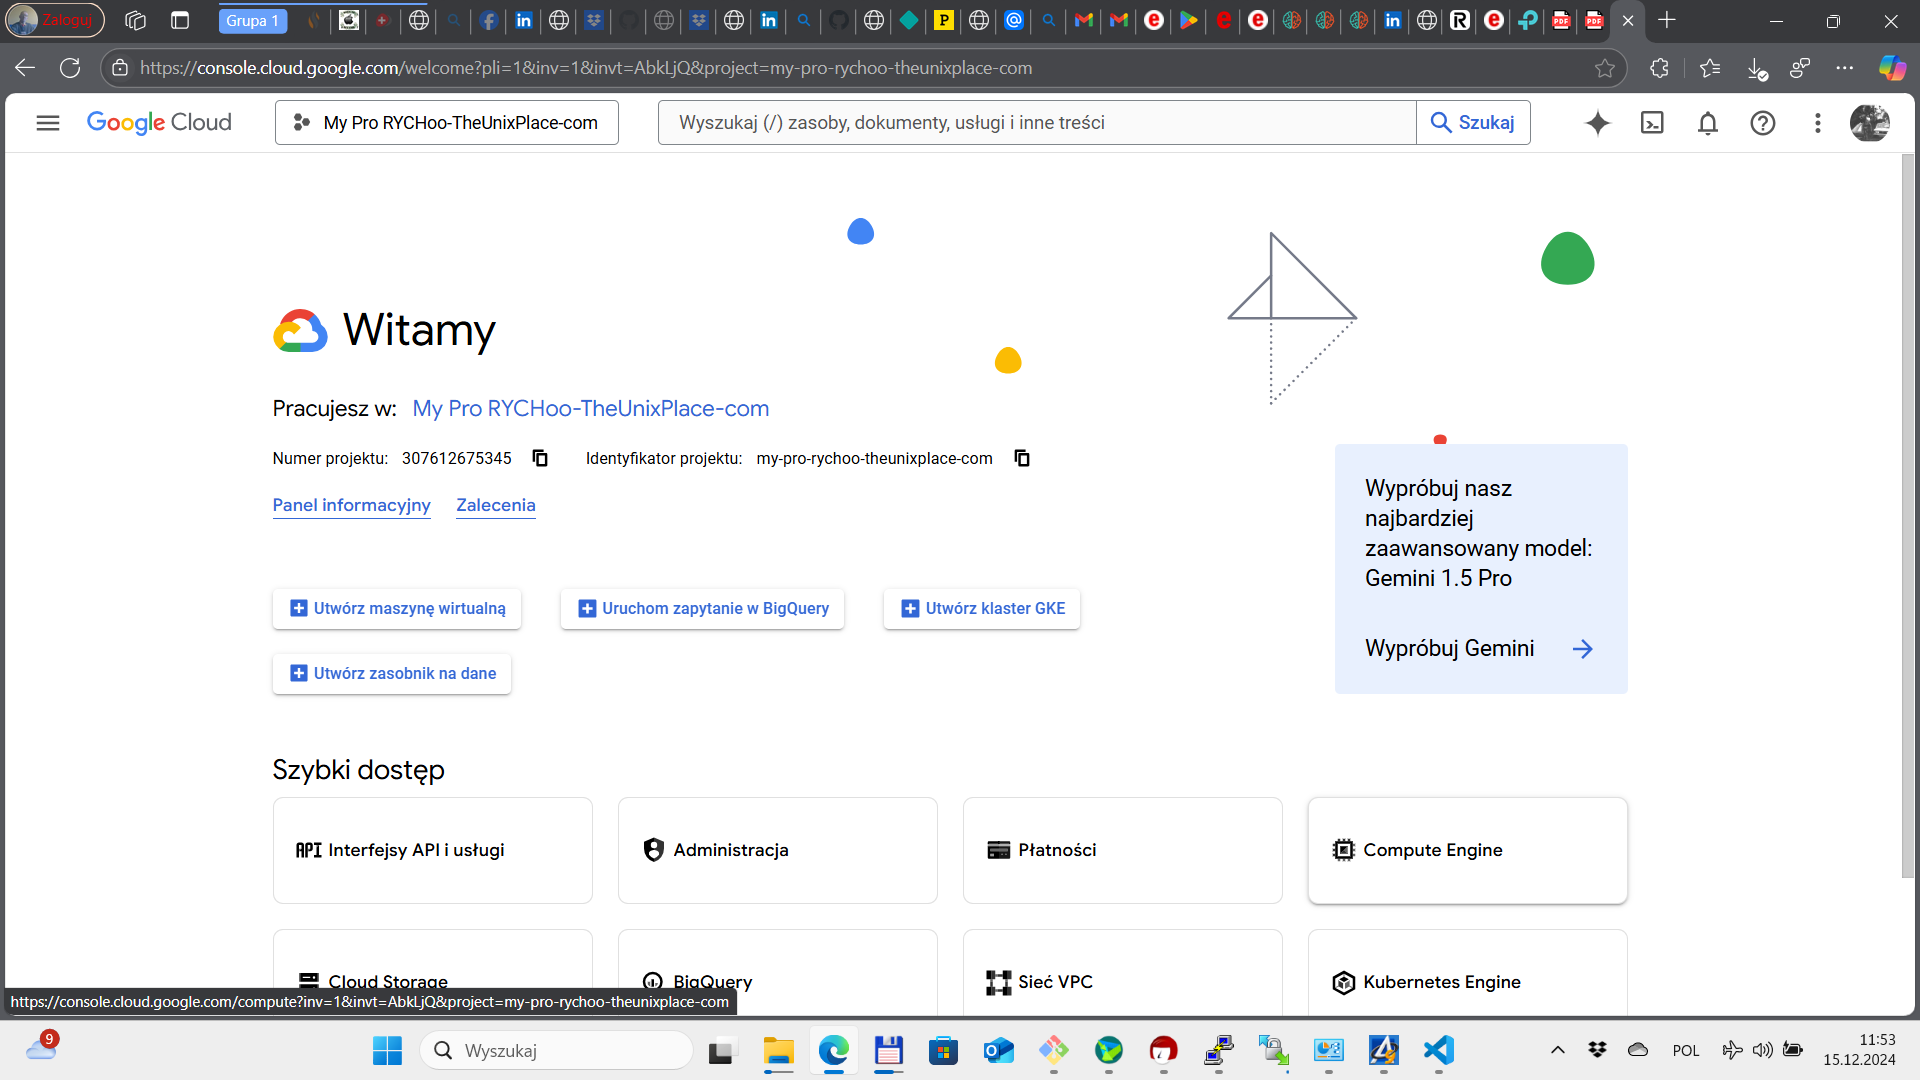 Zaloguj
Grupa 1
https://console.cloud.google.com/welcome?pli=1&inv=1&invt=AbkLjQ&project=my-pro-rychoo-theunixplace-com
Google Cloud
My Pro RYCHoo-TheUnixPlace-com
Wyszukaj (/) zasoby, dokumenty, usługi i inne treści
Szukaj
Witamy
Pracujesz w: My Pro RYCHoo-TheUnixPlace-com
Numer projektu: 307612675345 Identyfikator projektu: my-pro-rychoo-theunixplace-com
Panel informacyjny Zalecenia
Wypróbuj nasz
najbardziej
zaawansowany model:
Gemini 1.5 Pro
Wypróbuj Gemini
Utwórz maszynę wirtualną
Uruchom zapytanie w BigQuery
Utwórz klaster GKE
Utwórz zasobnik na dane
Szybki dostęp
API Interfejsy API i usługi
Administracja
Płatności
Compute Engine
Cloud Storage
BigQuery
Sieć VPC
Kubernetes Engine
https://console.cloud.google.com/compute?inv=1&invt=AbkLjQ&project=my-pro-rychoo-theunixplace-com
9
Wyszukaj
POL
11:53
15.12.2024